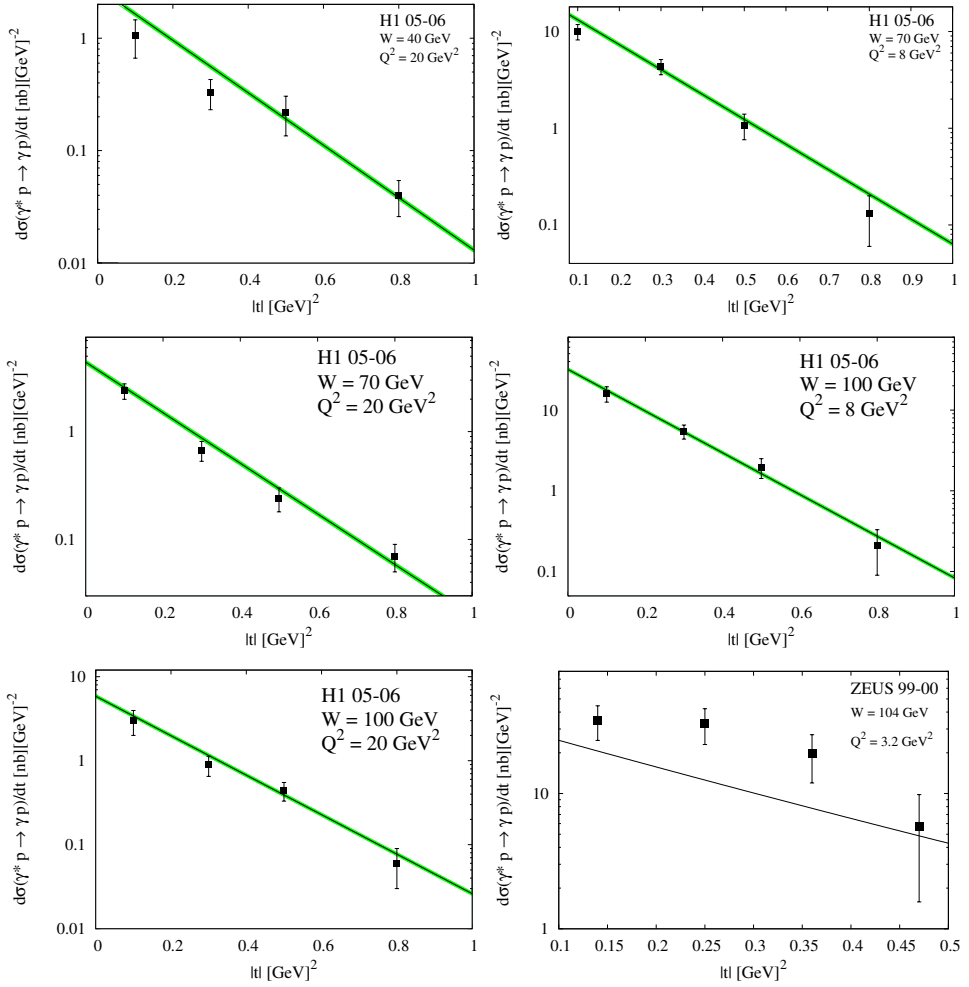 H1 05-06
W = 40 GeV
Q² = 20 GeV²
dσ(γ* p → γ p)/dt [nb][GeV]⁻²
1
0.1
0.01
0 0.2 0.4 0.6 0.8 1
|t| [GeV]²
H1 05-06
W = 70 GeV
Q² = 8 GeV²
dσ(γ* p → γ p)/dt [nb][GeV]⁻²
10
1
0.1
0.1 0.2 0.3 0.4 0.5 0.6 0.7 0.8 0.9 1
|t| [GeV]²
H1 05-06
W = 70 GeV
Q² = 20 GeV²
dσ(γ* p → γ p)/dt [nb][GeV]⁻²
1
0.1
0 0.2 0.4 0.6 0.8 1
|t| [GeV]²
H1 05-06
W = 100 GeV
Q² = 8 GeV²
dσ(γ* p → γ p)/dt [nb][GeV]⁻²
10
1
0.1
0 0.2 0.4 0.6 0.8 1
|t| [GeV]²
H1 05-06
W = 100 GeV
Q² = 20 GeV²
dσ(γ* p → γ p)/dt [nb][GeV]⁻²
10
1
0.1
0.01
0 0.2 0.4 0.6 0.8 1
|t| [GeV]²
ZEUS 99-00
W = 104 GeV
Q² = 3.2 GeV²
dσ(γ* p → γ p)/dt [nb][GeV]⁻²
10
1
0.1 0.15 0.2 0.25 0.3 0.35 0.4 0.45 0.5
|t| [GeV]²